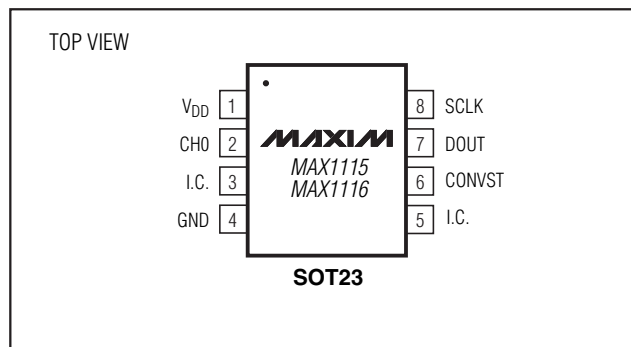 TOP VIEW
VDD 1
CH0 2
I.C. 3
GND 4
MAXIM
MAX1115
MAX1116
8 SCLK
7 DOUT
6 CONVST
5 I.C.
SOT23